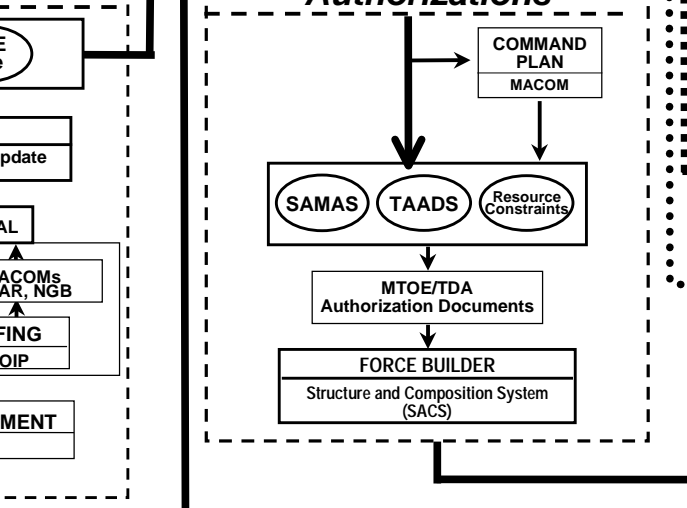 Authorizations
COMMAND
PLAN
MACOM
SAMAS
TAADS
Resource
Constraints
MTOE/TDA
Authorization Documents
FORCE BUILDER
Structure and Composition System
(SACS)
E
e
pdate
AL
ACOMs
AR, NGB
FING
OIP
MENT